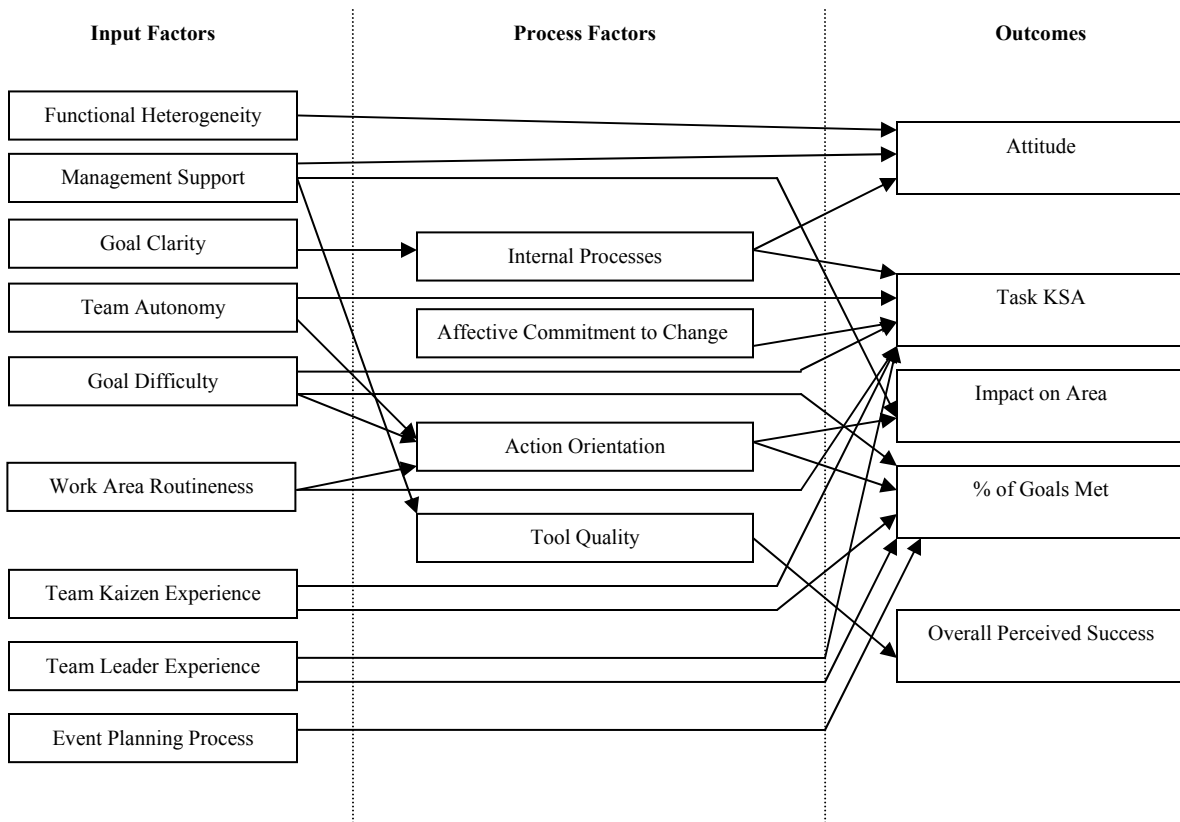 Input Factors
Process Factors
Outcomes
Functional Heterogeneity
Management Support
Goal Clarity
Team Autonomy
Goal Difficulty
Work Area Routineness
Team Kaizen Experience
Team Leader Experience
Event Planning Process
Internal Processes
Affective Commitment to Change
Action Orientation
Tool Quality
Attitude
Task KSA
Impact on Area
% of Goals Met
Overall Perceived Success